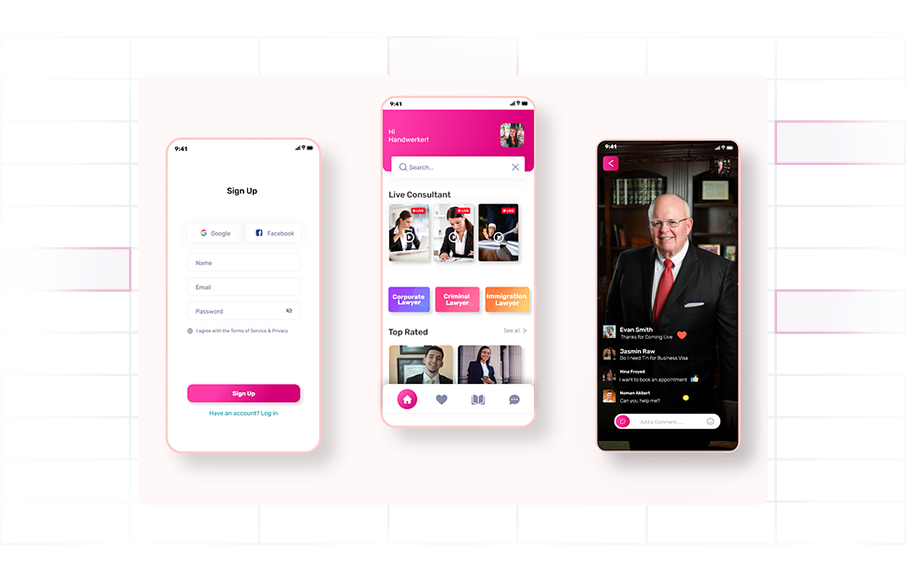 9:41
Sign Up
Google
Facebook
Name
Email
Password
I agree with the Terms of Service & Privacy
Sign Up
Have an account? Log in
9:41
Hi
Handwerker!
Search...
Live Consultant
LIVE
LIVE
LIVE
Corporate
Lawyer
Criminal
Lawyer
Immigration
Lawyer
Top Rated
See all >
9:41
Evan Smith
Thanks for Coming Live
Jasmin Raw
Do I need Tin for Business Visa
Nina Froyed
I want to book an appointment
Noman Akbert
Can you help me?
Add a Comment......